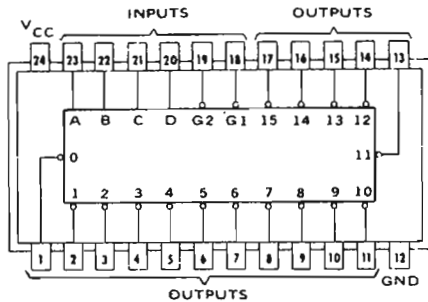 INPUTS OUTPUTS
VCC
24 23 22 21 20 19 18 17 16 15 14 13
A B C D G2 G1 15 14 13 12
0 11
1 2 3 4 5 6 7 8 9 10
1 2 3 4 5 6 7 8 9 10 11 12
GND
OUTPUTS